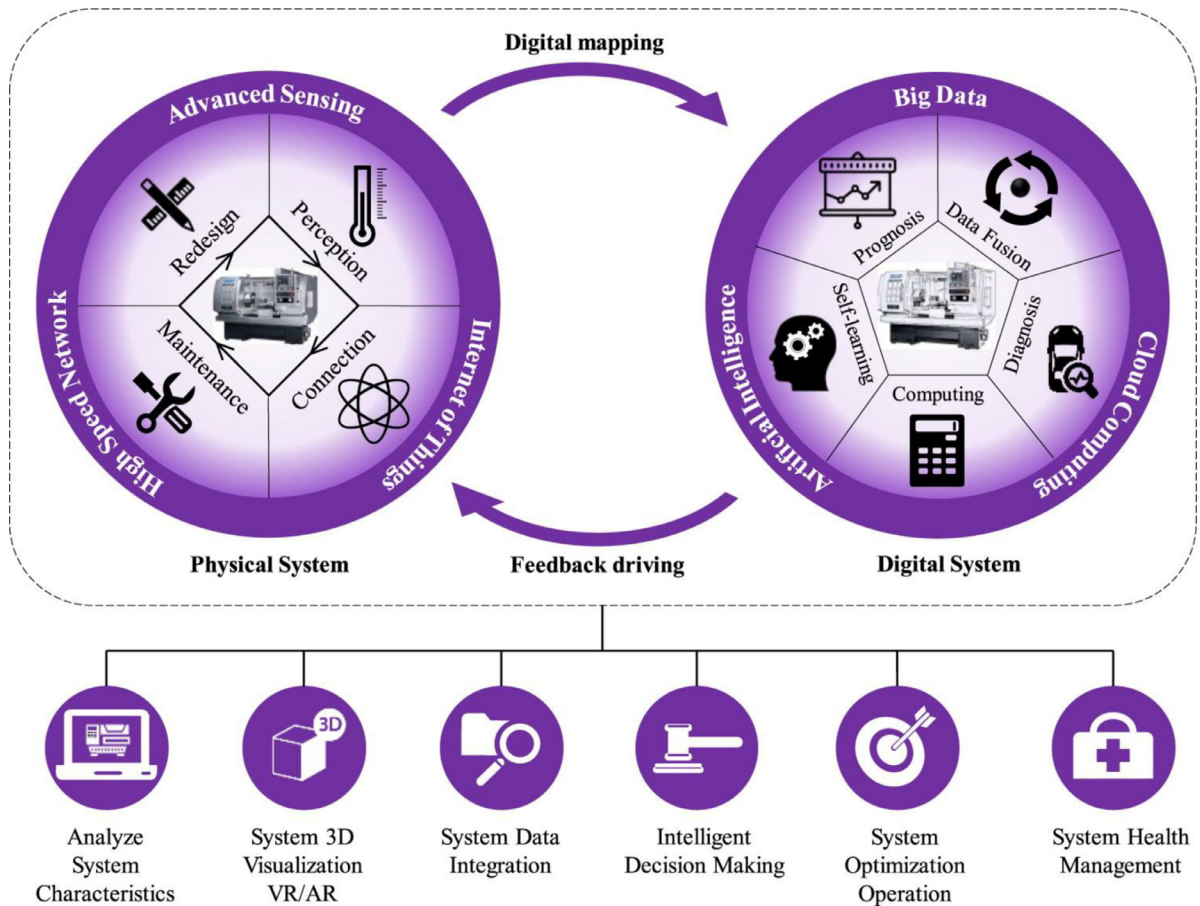 Digital mapping
Advanced Sensing
High Speed Network
Internet of Things
Redesign
Perception
Maintenance
Connection
Physical System
Big Data
Artificial Intelligence
Cloud Computing
Prognosis
Data Fusion
Self-learning
Diagnosis
Computing
Digital System
Feedback driving
3D
Analyze
System
Characteristics
System 3D
Visualization
VR/AR
System Data
Integration
Intelligent
Decision Making
System
Optimization
Operation
System Health
Management